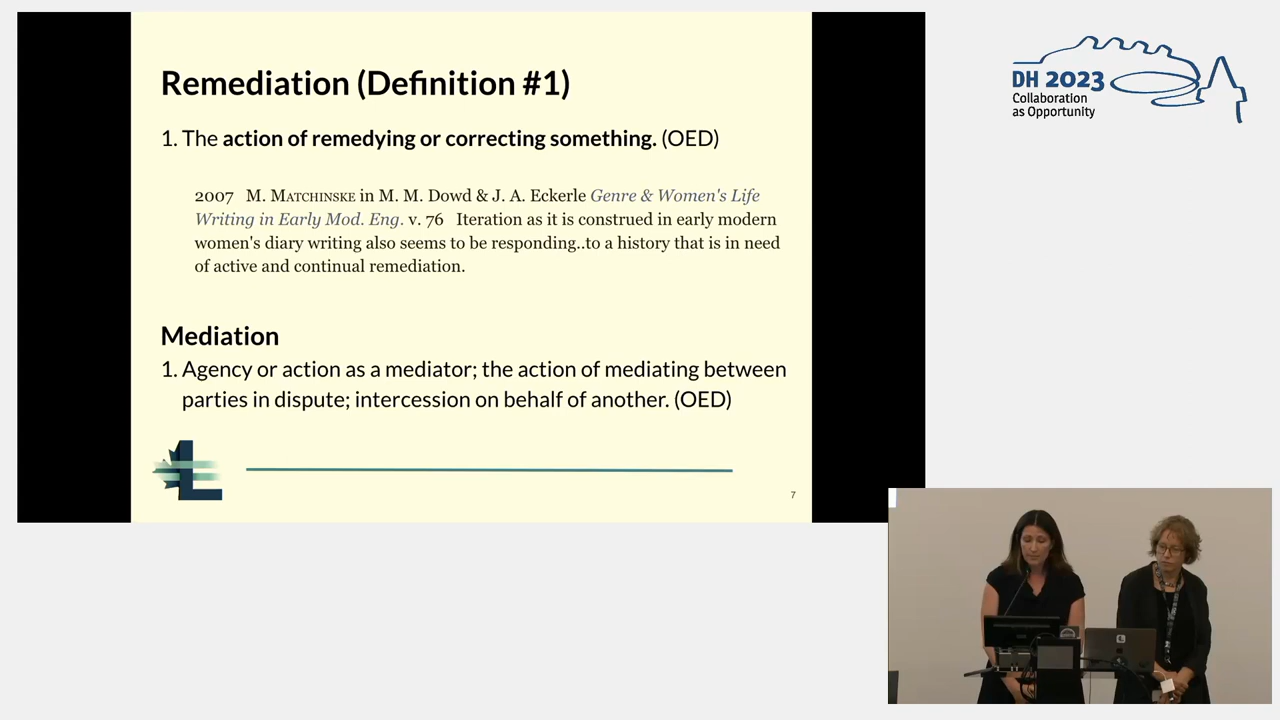 Remediation (Definition #1)
1. The action of remedying or correcting something. (OED)
2007 M. MATCHINSKE in M. M. Dowd & J. A. Eckerle Genre & Women's Life
Writing in Early Mod. Eng. v. 76 Iteration as it is construed in early modern
women's diary writing also seems to be responding..to a history that is in need
of active and continual remediation.
Mediation
1. Agency or action as a mediator; the action of mediating between
parties in dispute; intercession on behalf of another. (OED)
L
7
DH 2023
Collaboration
as Opportunity